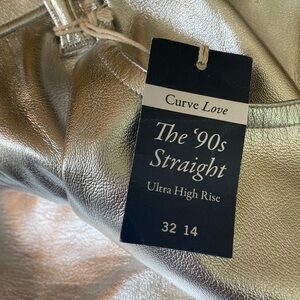 Curve Love
The '90s
Straight
Ultra High Rise
32 14